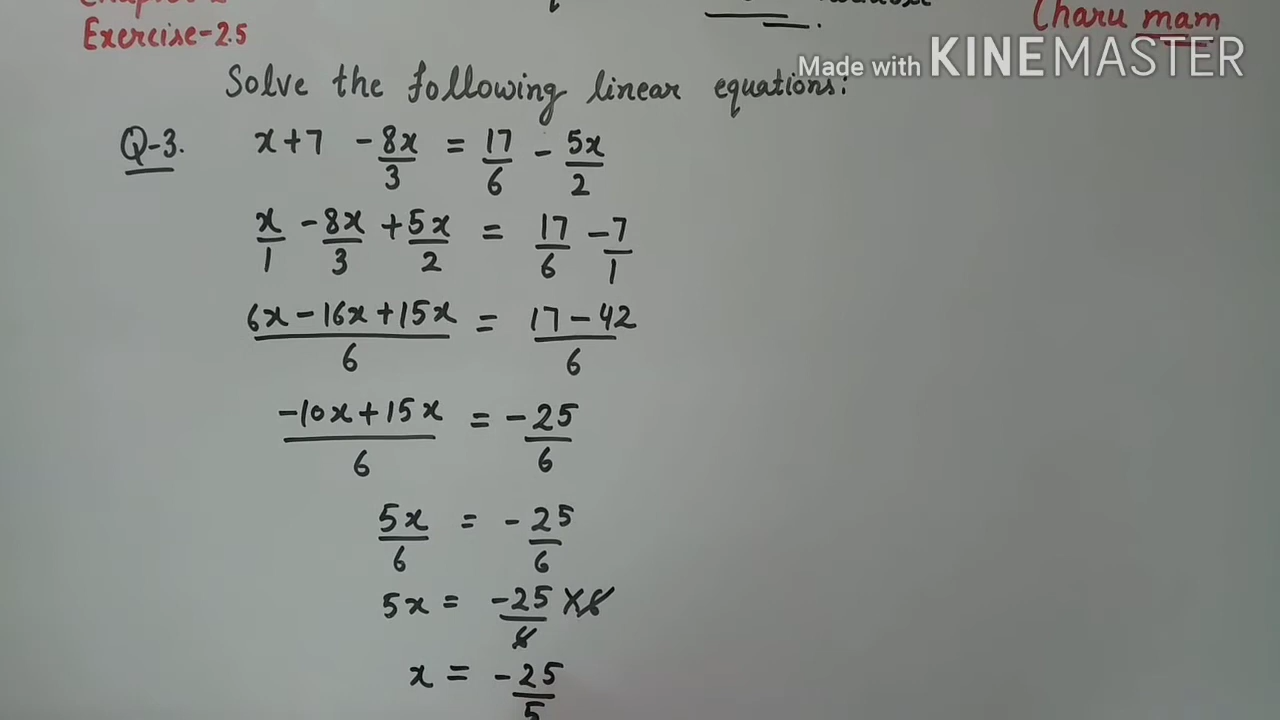 Exercise-2.5
Charu mam
Made with KINEMASTER
Solve the following linear equations:
Q-3. x+7 -8x/3 = 17/6 - 5x/2
x/1 -8x/3 +5x/2 = 17/6 -7/1
6x-16x+15x/6 = 17-42/6
-10x+15x/6 = -25/6
5x/6 = -25/6
5x = -25/6 x6
x = -25/5